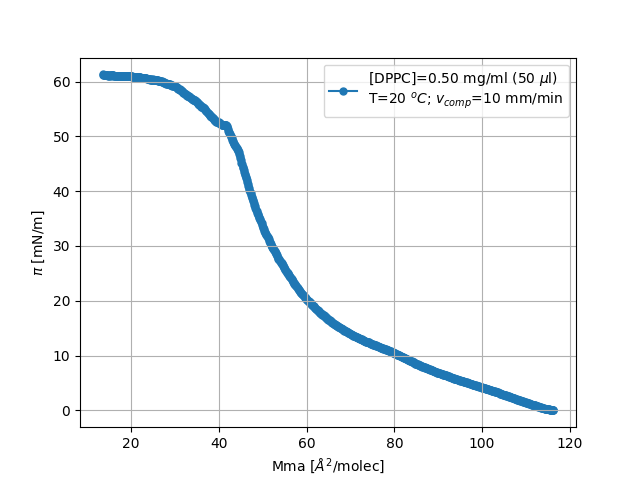 [DPPC]=0.50 mg/ml (50 μl)
T=20 °C; v_comp=10 mm/min
π [mN/m]
60
50
40
30
20
10
0
20 40 60 80 100 120
Mma [Å²/molec]